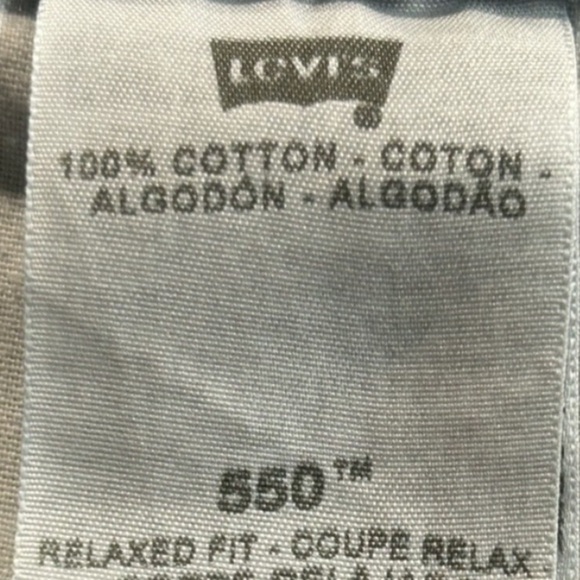 LEVI'S ®
100% COTTON - COTON -
ALGODÓN - ALGODÃO
550™
RELAXED FIT - COUPE RELAX